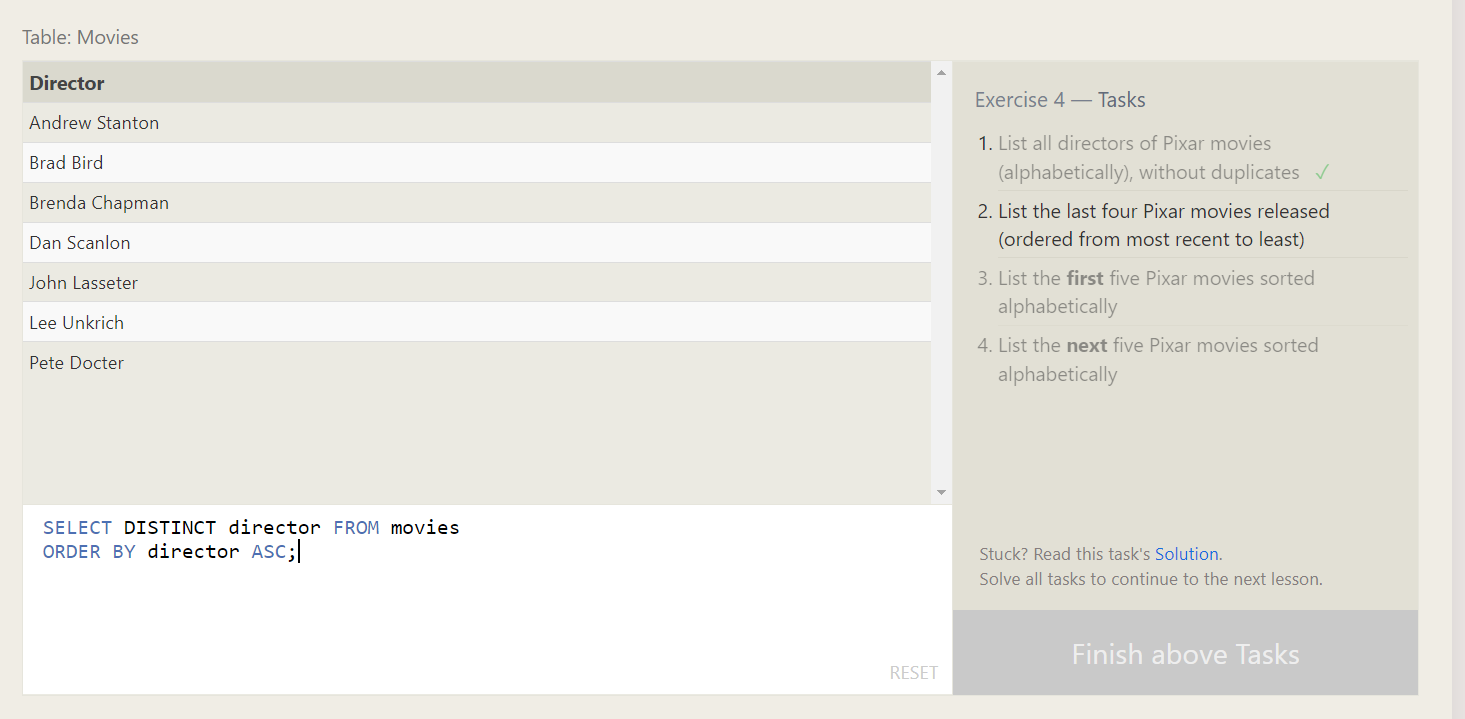 Table: Movies
Director
Andrew Stanton
Brad Bird
Brenda Chapman
Dan Scanlon
John Lasseter
Lee Unkrich
Pete Docter
SELECT DISTINCT director FROM movies
ORDER BY director ASC;
RESET
Exercise 4 — Tasks
1. List all directors of Pixar movies
(alphabetically), without duplicates ✓
2. List the last four Pixar movies released
(ordered from most recent to least)
3. List the first five Pixar movies sorted
alphabetically
4. List the next five Pixar movies sorted
alphabetically
Stuck? Read this task's Solution.
Solve all tasks to continue to the next lesson.
Finish above Tasks